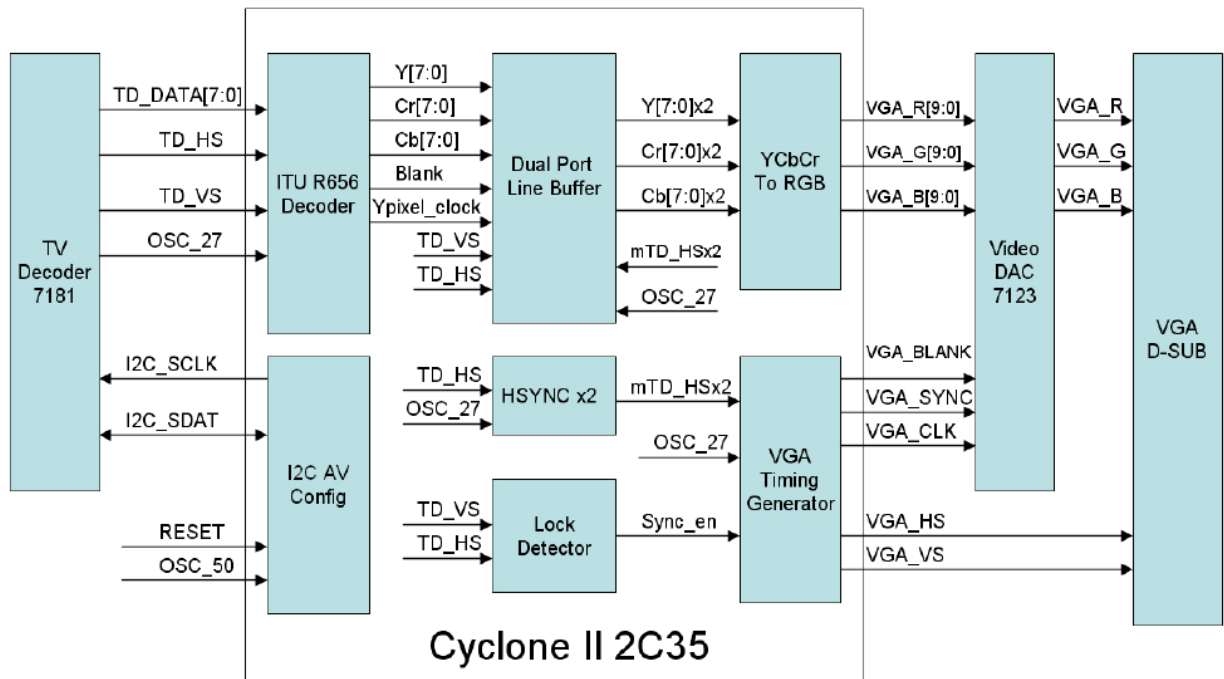 TV
Decoder
7181
TD_DATA[7:0]
TD_HS
TD_VS
OSC_27
I2C_SCLK
I2C_SDAT
RESET
OSC_50
ITU R656
Decoder
I2C AV
Config
Y[7:0]
Cr[7:0]
Cb[7:0]
Blank
Ypixel_clock
TD_VS
TD_HS
Dual Port
Line Buffer
Y[7:0]x2
Cr[7:0]x2
Cb[7:0]x2
mTD_HSx2
OSC_27
YCbCr
To RGB
TD_HS
OSC_27
HSYNC x2
mTD_HSx2
OSC_27
TD_VS
TD_HS
Lock
Detector
Sync_en
VGA
Timing
Generator
VGA_R[9:0]
VGA_G[9:0]
VGA_B[9:0]
VGA_BLANK
VGA_SYNC
VGA_CLK
VGA_HS
VGA_VS
Video
DAC
7123
VGA_R
VGA_G
VGA_B
VGA
D-SUB
Cyclone II 2C35